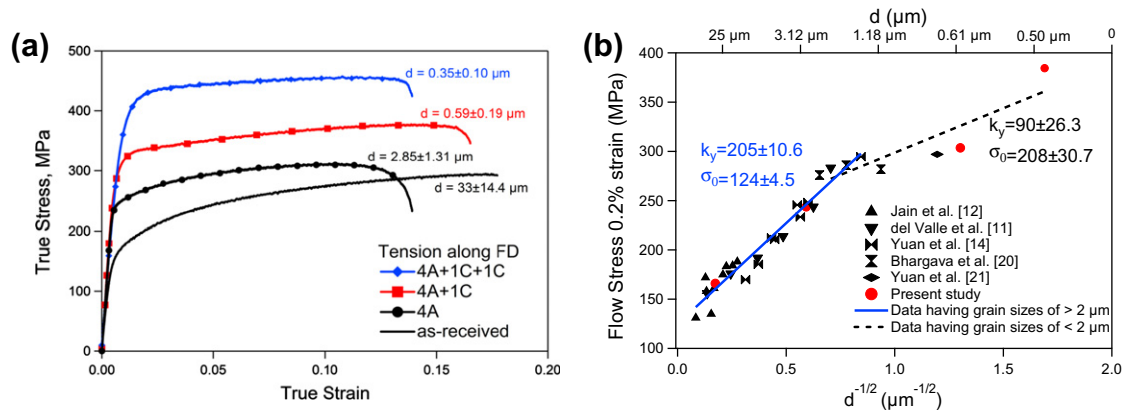 (a)
500
400
300
200
100
0
True Stress, MPa
0.00
0.05
0.10
0.15
0.20
True Strain
d = 0.35±0.10 μm
d = 0.59±0.19 μm
d = 2.85±1.31 μm
d = 33±14.4 μm
Tension along FD
4A+1C+1C
4A+1C
4A
as-received
(b)
d (μm)
25 μm
3.12 μm
1.18 μm
0.61 μm
0.50 μm
0
400
350
300
250
200
150
100
Flow Stress 0.2% strain (MPa)
0.0
0.5
1.0
1.5
2.0
d⁻¹/² (μm⁻¹/²)
k_y=205±10.6
σ₀=124±4.5
k_y=90±26.3
σ₀=208±30.7
Jain et al. [12]
del Valle et al. [11]
Yuan et al. [14]
Bhargava et al. [20]
Yuan et al. [21]
Present study
Data having grain sizes of > 2 μm
Data having grain sizes of < 2 μm